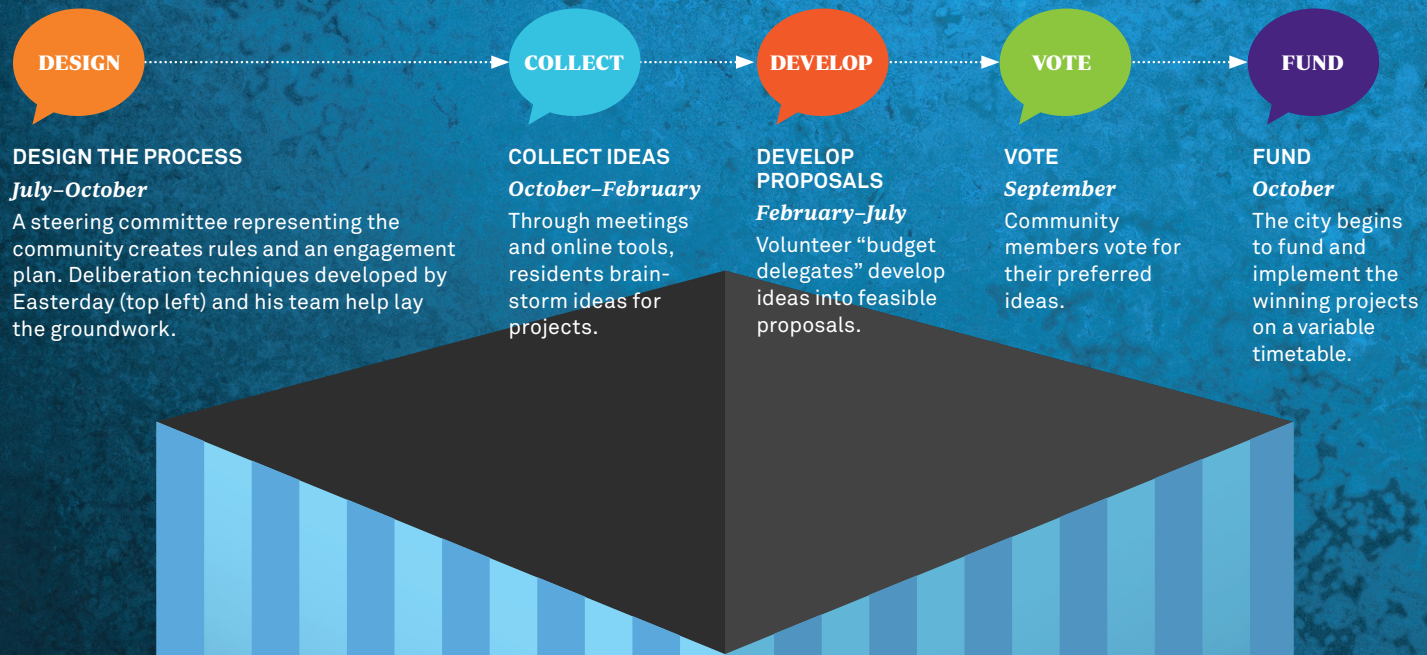 DESIGN
COLLECT
DEVELOP
VOTE
FUND
DESIGN THE PROCESS
July–October
A steering committee representing the
community creates rules and an engagement
plan. Deliberation techniques developed by
Easterday (top left) and his team help lay
the groundwork.
COLLECT IDEAS
October–February
Through meetings
and online tools,
residents brain-
storm ideas for
projects.
DEVELOP
PROPOSALS
February–July
Volunteer “budget
delegates” develop
ideas into feasible
proposals.
VOTE
September
Community
members vote for
their preferred
ideas.
FUND
October
The city begins
to fund and
implement the
winning projects
on a variable
timetable.